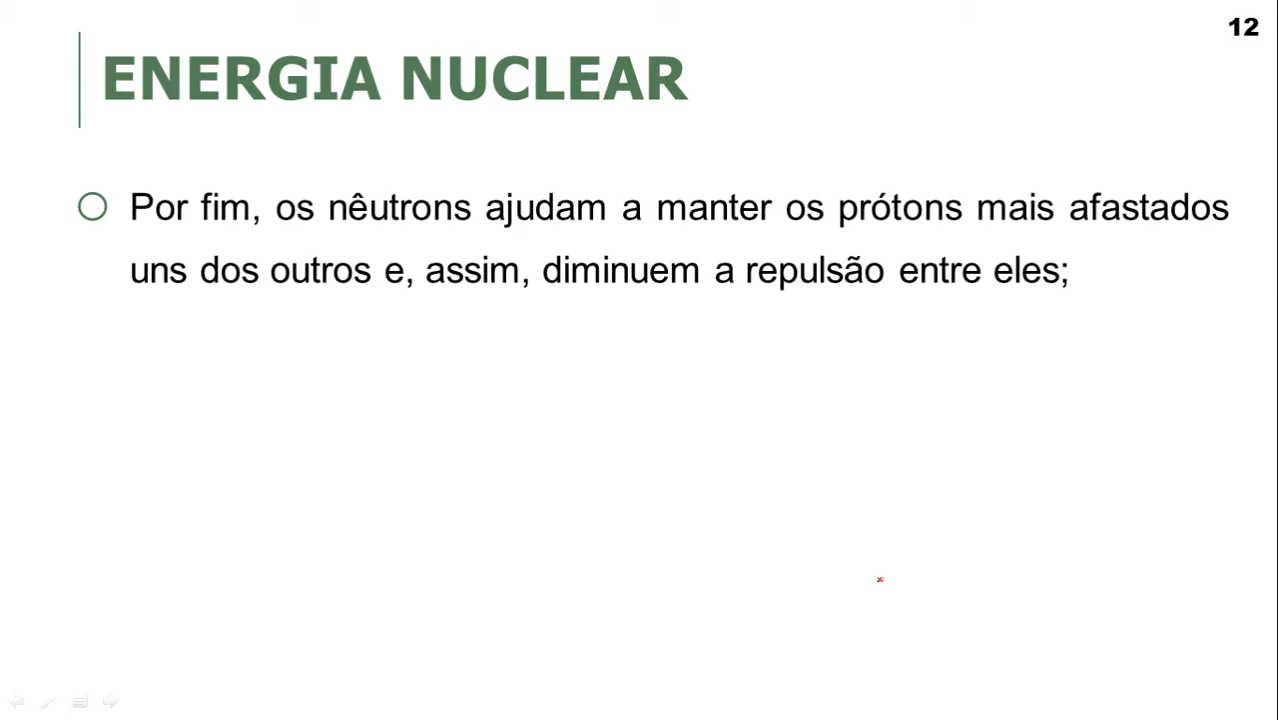 12
ENERGIA NUCLEAR
Por fim, os nêutrons ajudam a manter os prótons mais afastados
uns dos outros e, assim, diminuem a repulsão entre eles;